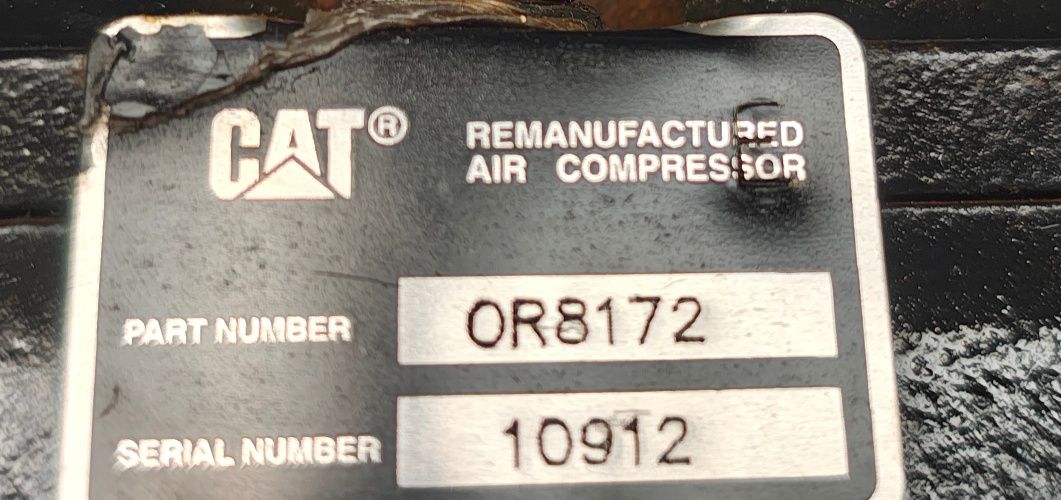 CAT®
REMANUFACTURED
AIR COMPRESSOR
E
PART NUMBER 0R8172
SERIAL NUMBER 10912